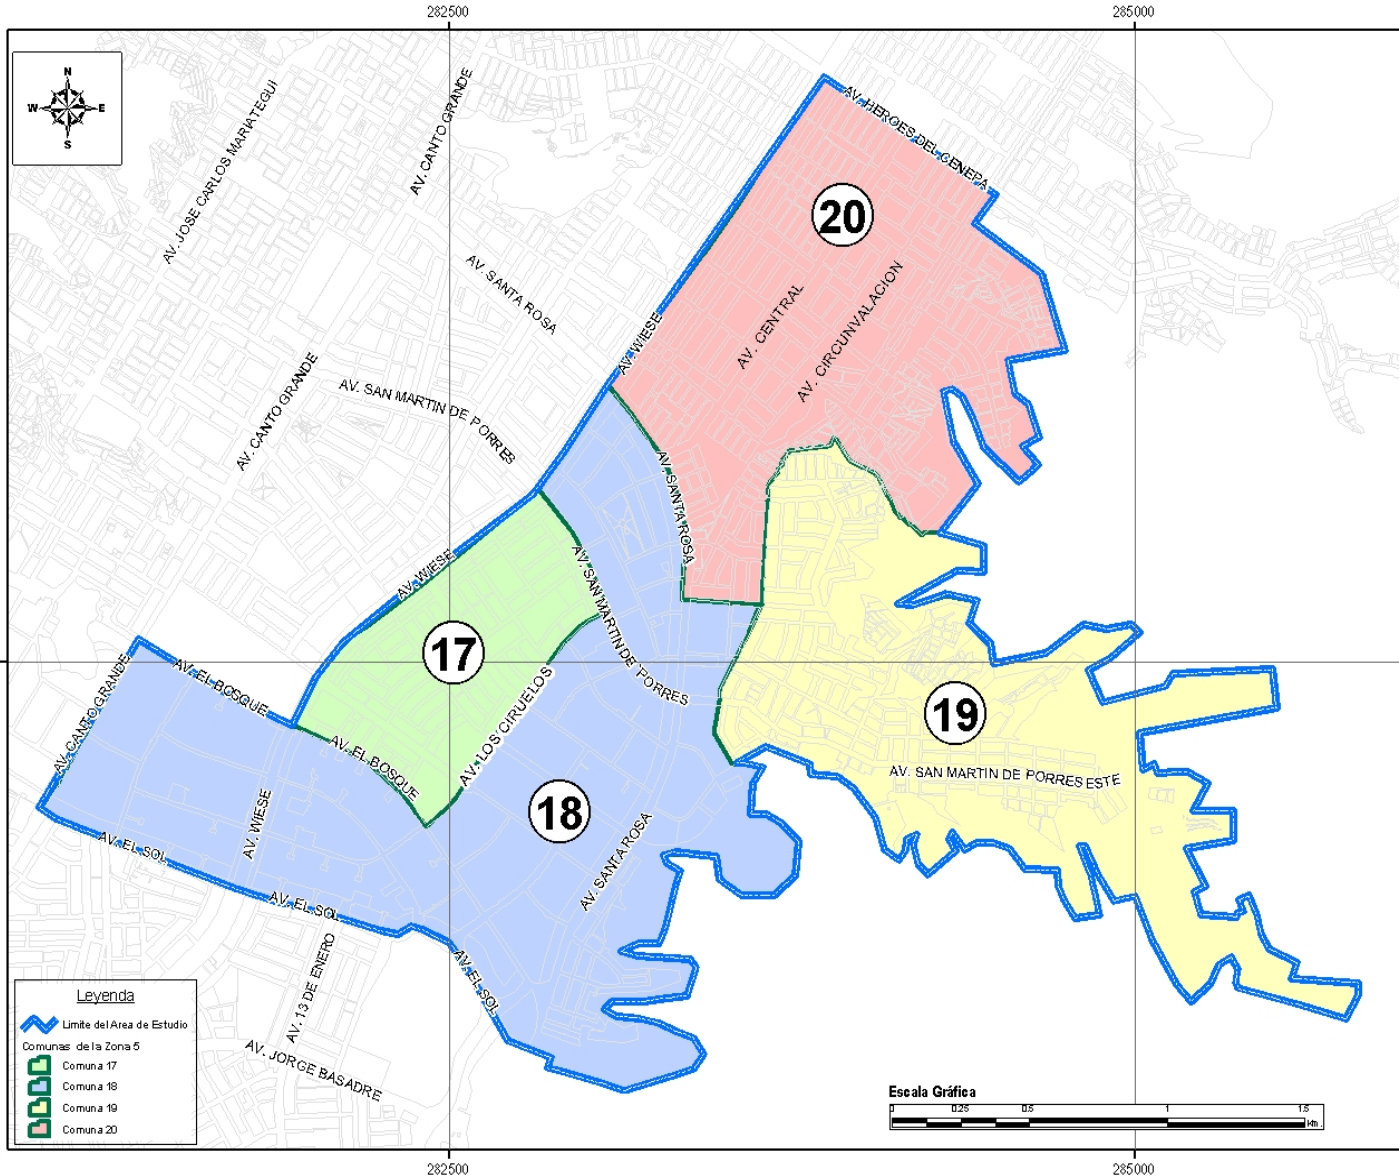 282500
285000
N
W
E
S
AV. JOSE CARLOS MARIATEGUI
AV. CANTO GRANDE
AV. HEROES DEL CENEPA
20
AV. SANTA ROSA
AV. WIESE
AV. CENTRAL
AV. CIRCUNVALACION
AV. CANTO GRANDE
AV. SAN MARTIN DE PORRES
AV. SANTA ROSA
AV. WIESE
AV. SAN MARTIN DE PORRES
17
AV. EL BOSQUE
AV. CANTO GRANDE
AV. EL BOSQUE
AV. LOS CIRUELOS
19
AV. SAN MARTIN DE PORRES ESTE
18
AV. WIESE
AV. SANTA ROSA
AV. EL SOL
AV. EL SOL
AV. EL SOL
AV. 13 DE ENERO
AV. JORGE BASADRE
Leyenda
Limite del Area de Estudio
Comunas de la Zona 5
Comuna 17
Comuna 18
Comuna 19
Comuna 20
Escala Gráfica
0 0.25 0.5 1 1.5
Km.
282500
285000